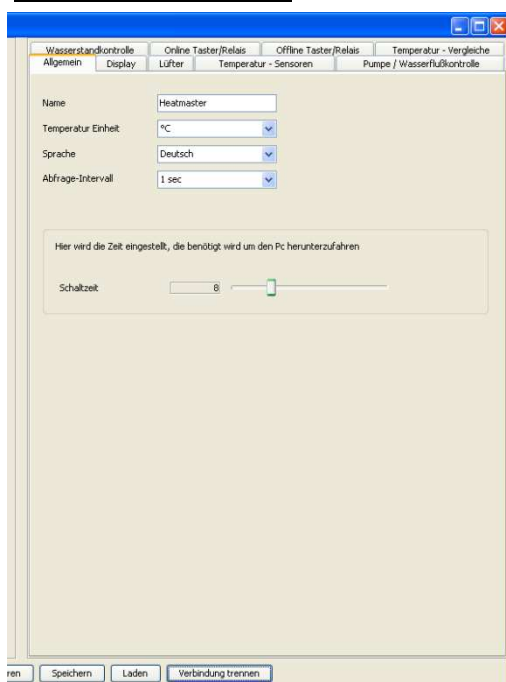 Wasserstandkontrolle Online Taster/Relais Offline Taster/Relais Temperatur - Vergleiche
Allgemein Display Lüfter Temperatur - Sensoren Pumpe / Wasserflußkontrolle
Name Heatmaster
Temperatur Einheit °C
Sprache Deutsch
Abfrage-Intervall 1 sec
Hier wird die Zeit eingestellt, die benötigt wird um den Pc herunterzufahren
Schaltzeit 8
ren Speichern Laden Verbindung trennen